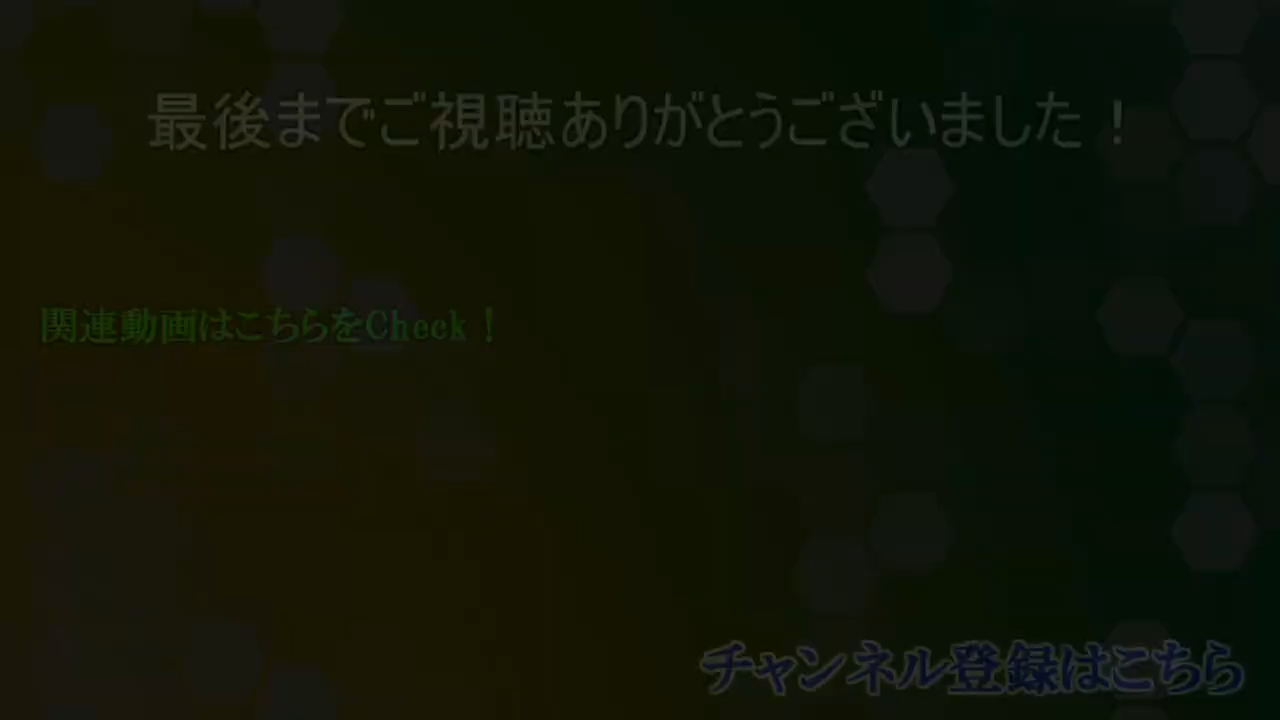 最後までご視聴ありがとうございました！
関連動画はこちらをCheck！
チャンネル登録はこちら